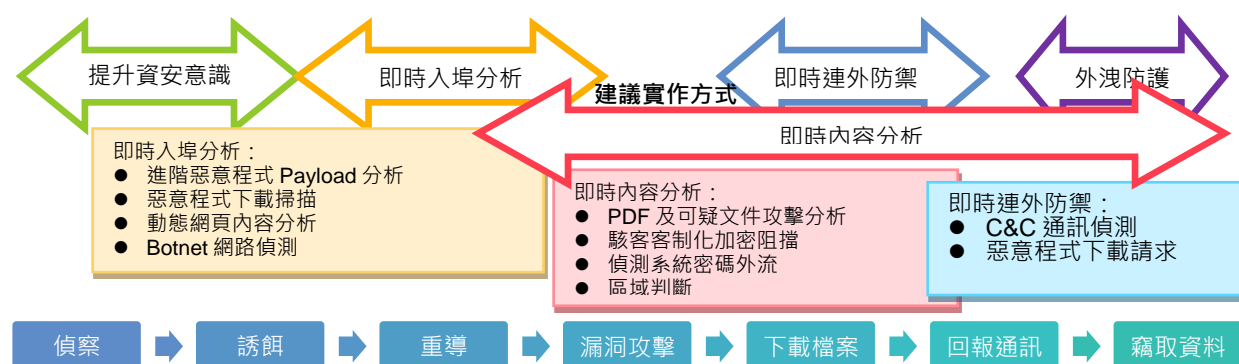 提升資安意識
即時入埠分析
即時連外防禦
外洩防護
建議實作方式
即時內容分析
即時入埠分析：
● 進階惡意程式 Payload 分析
● 惡意程式下載掃描
● 動態網頁內容分析
● Botnet 網路偵測
即時內容分析：
● PDF 及可疑文件攻擊分析
● 駭客客制化加密阻擋
● 偵測系統密碼外流
● 區域判斷
即時連外防禦：
● C&C 通訊偵測
● 惡意程式下載請求
偵察
誘餌
重導
漏洞攻擊
下載檔案
回報通訊
竊取資料